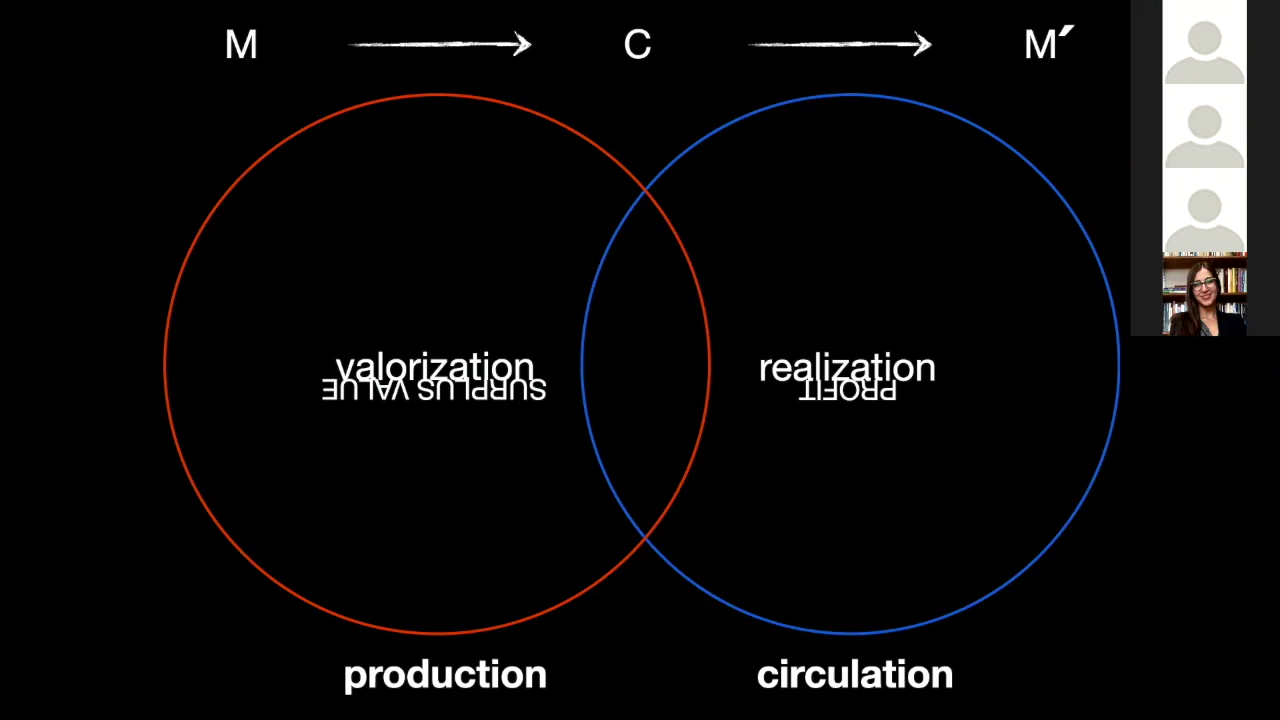 M C M′
valorization realization
SURPLUS VALUE PROFIT
production circulation